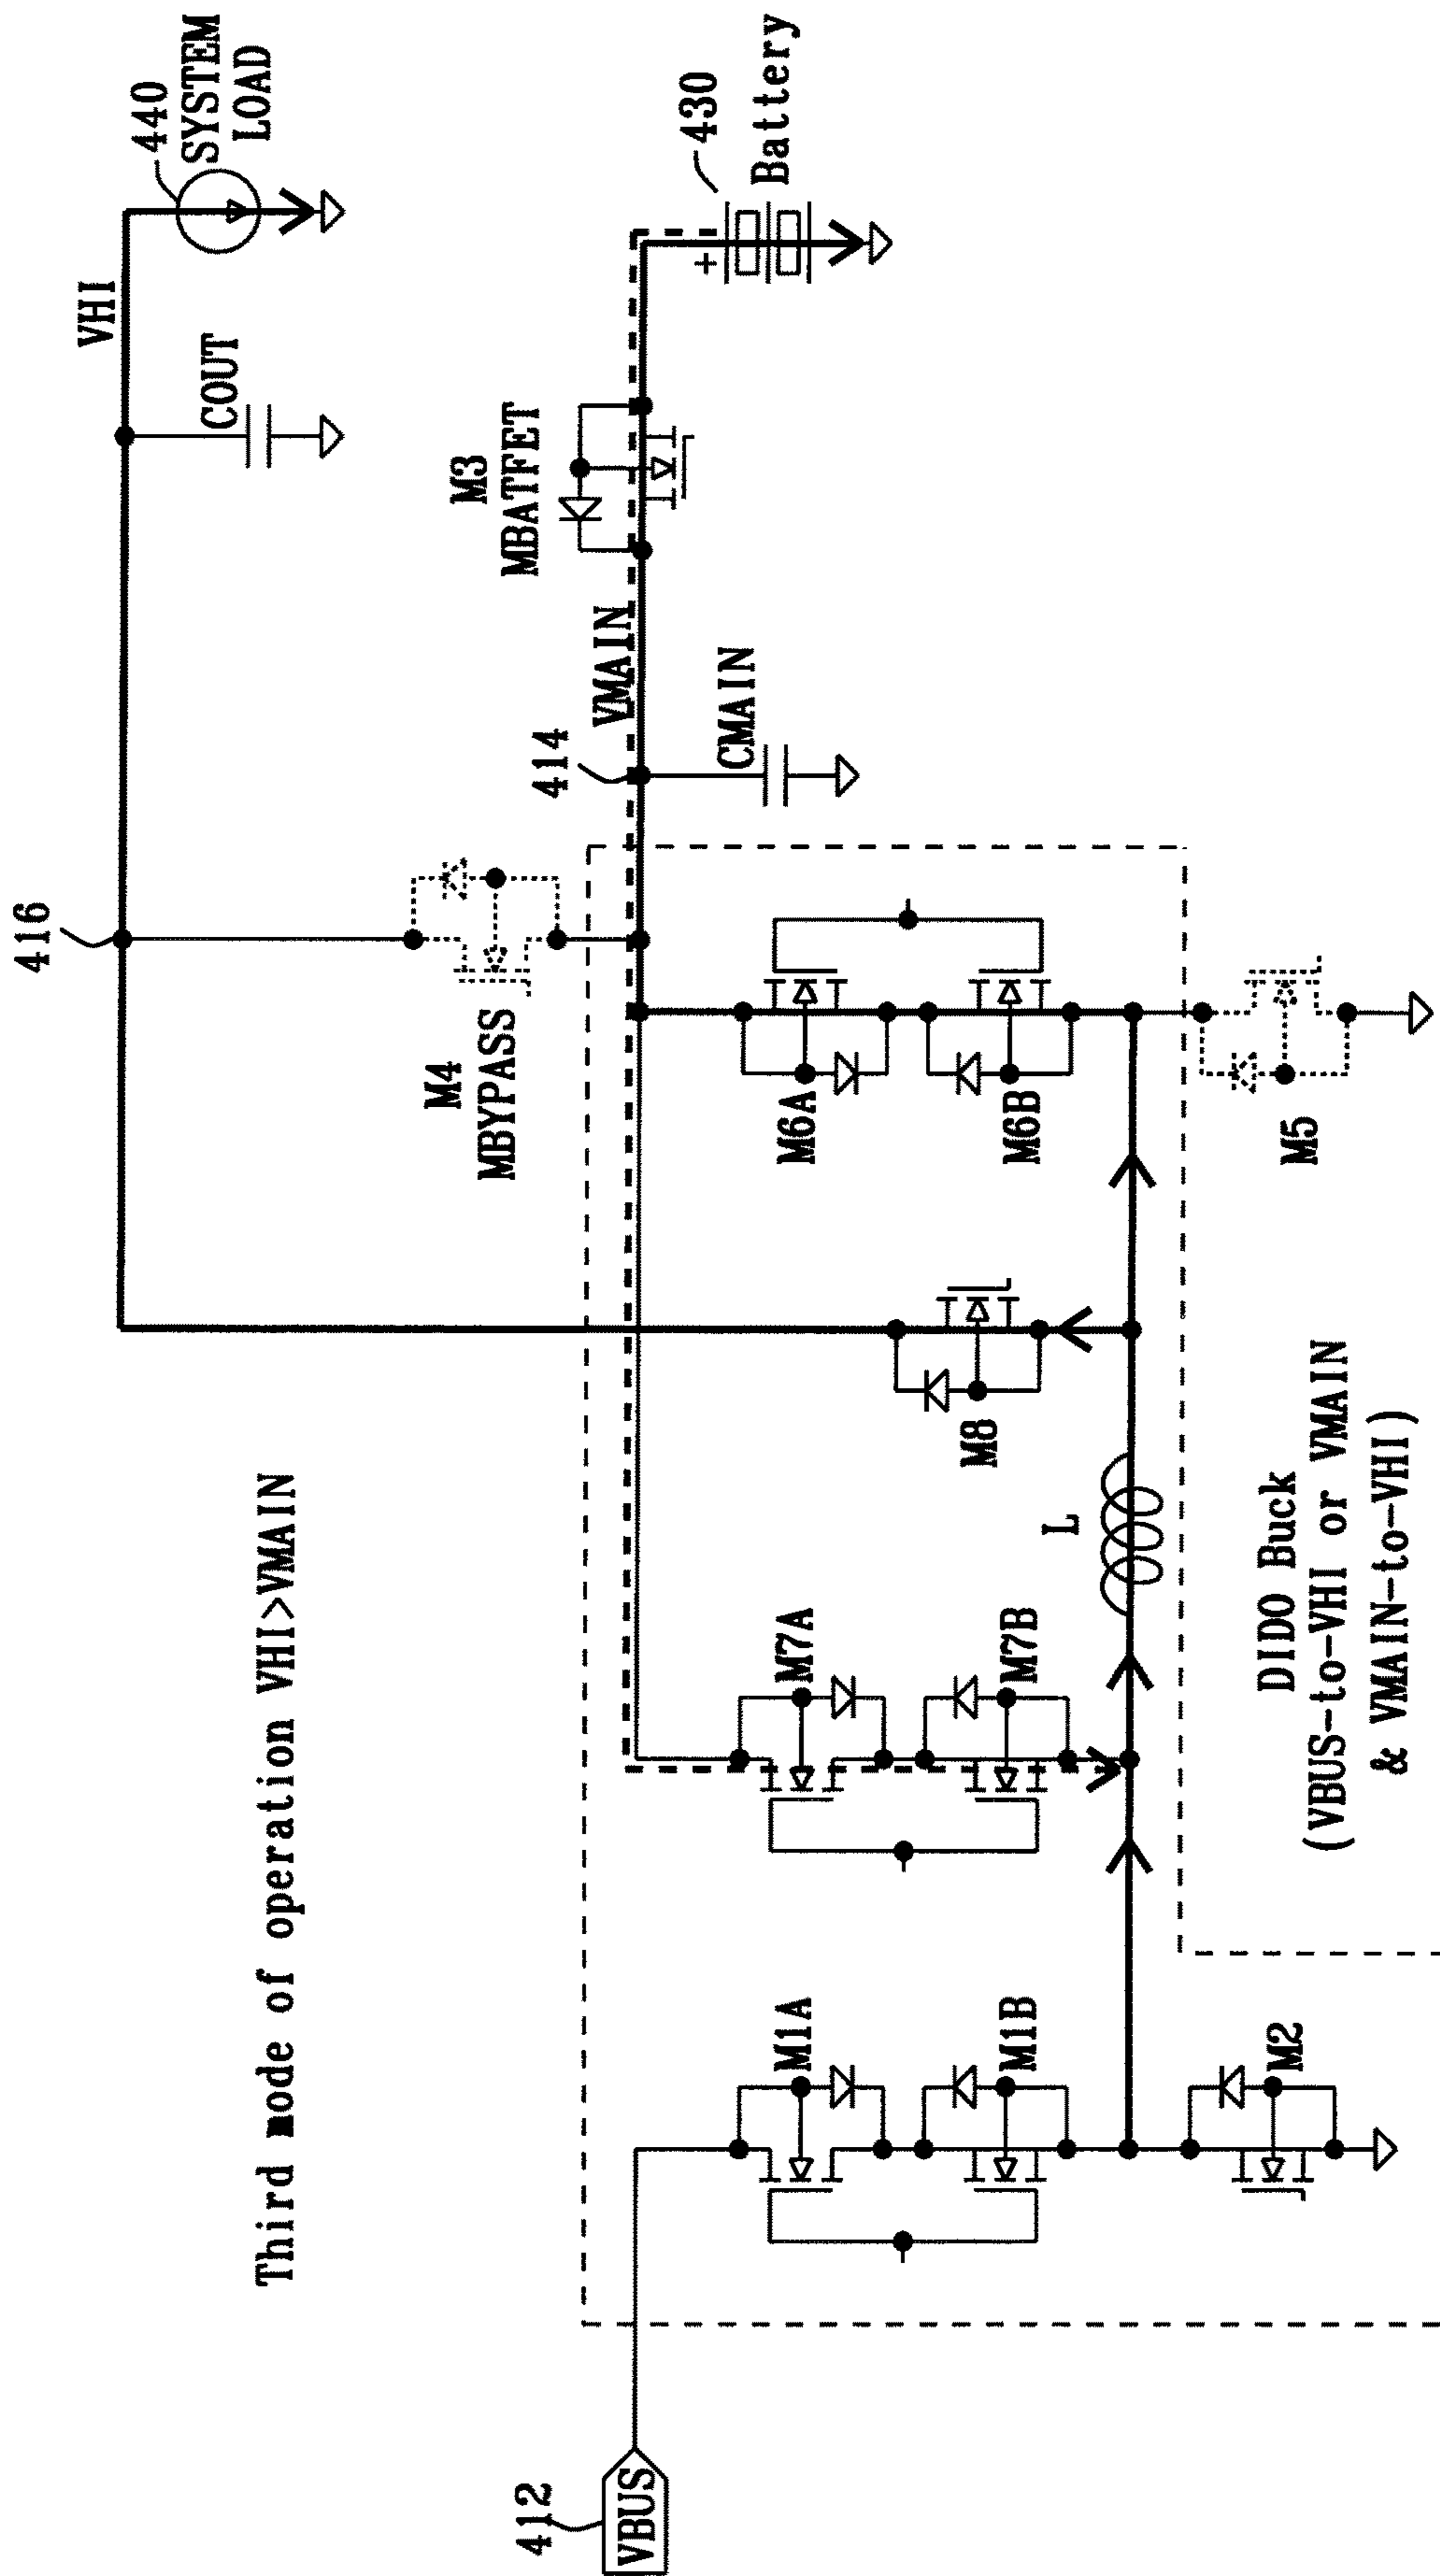 Third mode of operation VHI>VMAIN
416
VHI
440
SYSTEM
LOAD
COUT
M4
MBYPASS
M3
MBATFET
414
VMAIN
CMAIN
430
+
Battery
412
VBUS
M1A
M1B
M2
M7A
M7B
L
M8
M6A
M6B
M5
DIDO Buck
(VBUS-to-VHI or VMAIN
& VMAIN-to-VHI)